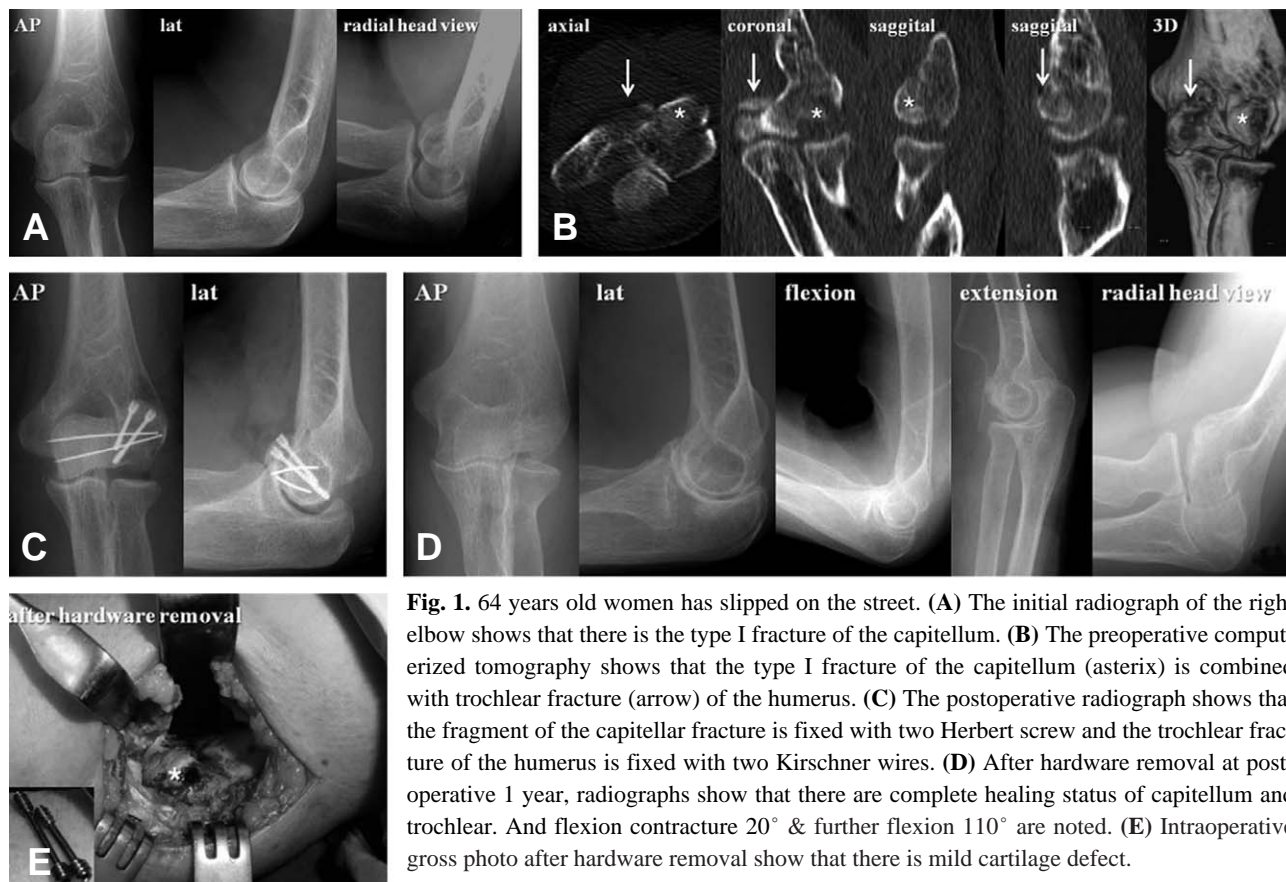 AP lat radial head view
A
axial coronal saggital saggital 3D
* * * *
B
AP lat
C
AP lat flexion extension radial head view
D
after hardware removal
*
E
Fig. 1. 64 years old women has slipped on the street. (A) The initial radiograph of the righ
elbow shows that there is the type I fracture of the capitellum. (B) The preoperative comput
erized tomography shows that the type I fracture of the capitellum (asterix) is combined
with trochlear fracture (arrow) of the humerus. (C) The postoperative radiograph shows tha
the fragment of the capitellar fracture is fixed with two Herbert screw and the trochlear frac
ture of the humerus is fixed with two Kirschner wires. (D) After hardware removal at post
operative 1 year, radiographs show that there are complete healing status of capitellum and
trochlear. And flexion contracture 20° & further flexion 110° are noted. (E) Intraoperative
gross photo after hardware removal show that there is mild cartilage defect.